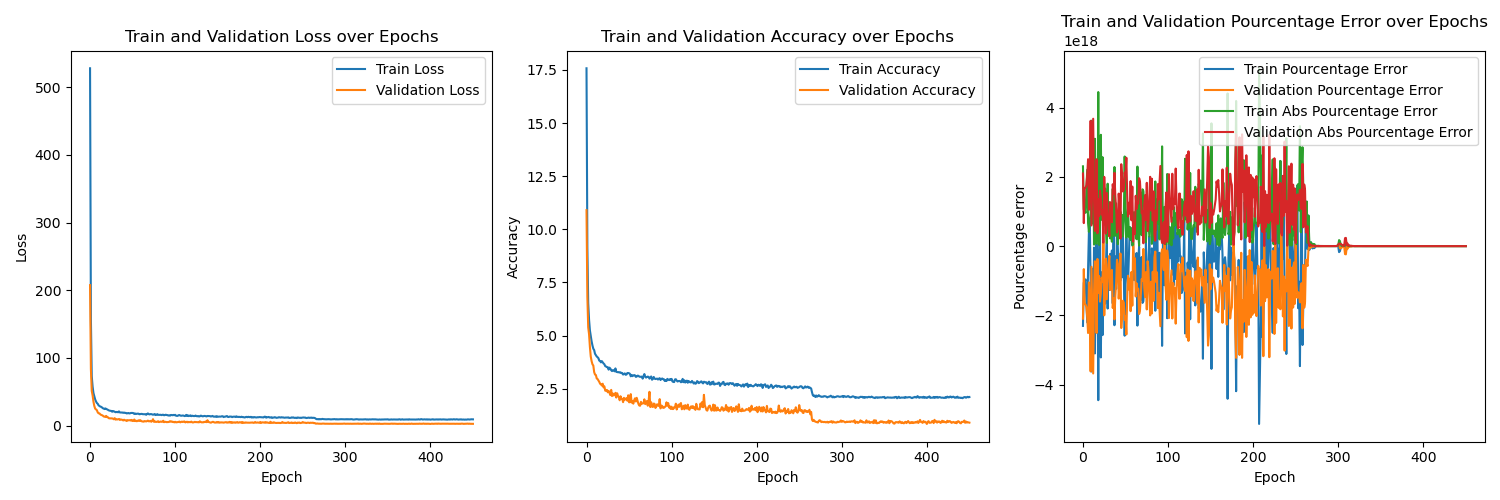 Train and Validation Loss over Epochs
Loss
500
400
300
200
100
0
0 100 200 300 400
Epoch
Train Loss
Validation Loss
Train and Validation Accuracy over Epochs
Accuracy
17.5
15.0
12.5
10.0
7.5
5.0
2.5
0 100 200 300 400
Epoch
Train Accuracy
Validation Accuracy
Train and Validation Pourcentage Error over Epochs
1e18
Pourcentage error
4
2
0
−2
−4
0 100 200 300 400
Epoch
Train Pourcentage Error
Validation Pourcentage Error
Train Abs Pourcentage Error
Validation Abs Pourcentage Error